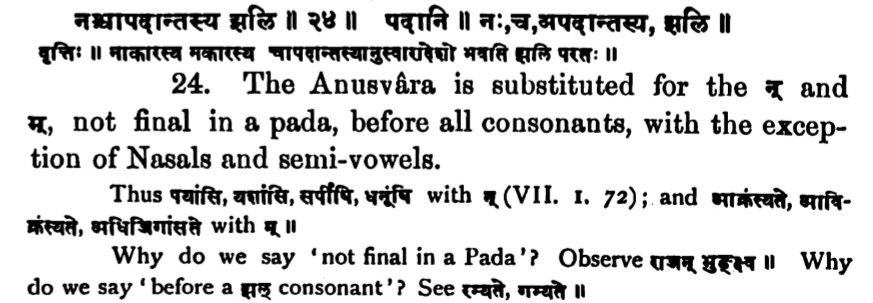 नश्चापदान्तस्य झलि ॥ २४ ॥ पदानि ॥ नः, च, अपदान्तस्य, झलि ॥
वृत्तिः ॥ नाकारस्य मकारस्य चापदान्तस्यानुस्वारादेशो भवति झलि परतः ॥
24. The Anusvâra is substituted for the न् and
म्, not final in a pada, before all consonants, with the excep-
tion of Nasals and semi-vowels.
Thus पयांसि, यशांसि, सर्पींषि, धनूंषि with न् (VII. 1. 72); and आक्रंस्यते, आचि-
क्रंस्यते, अधिजिगांसते with म् ॥
Why do we say 'not final in a Pada'? Observe राजन् भुङ्क्ष्व ॥ Why
do we say 'before a झल् consonant'? See रम्यते, गम्यते ॥